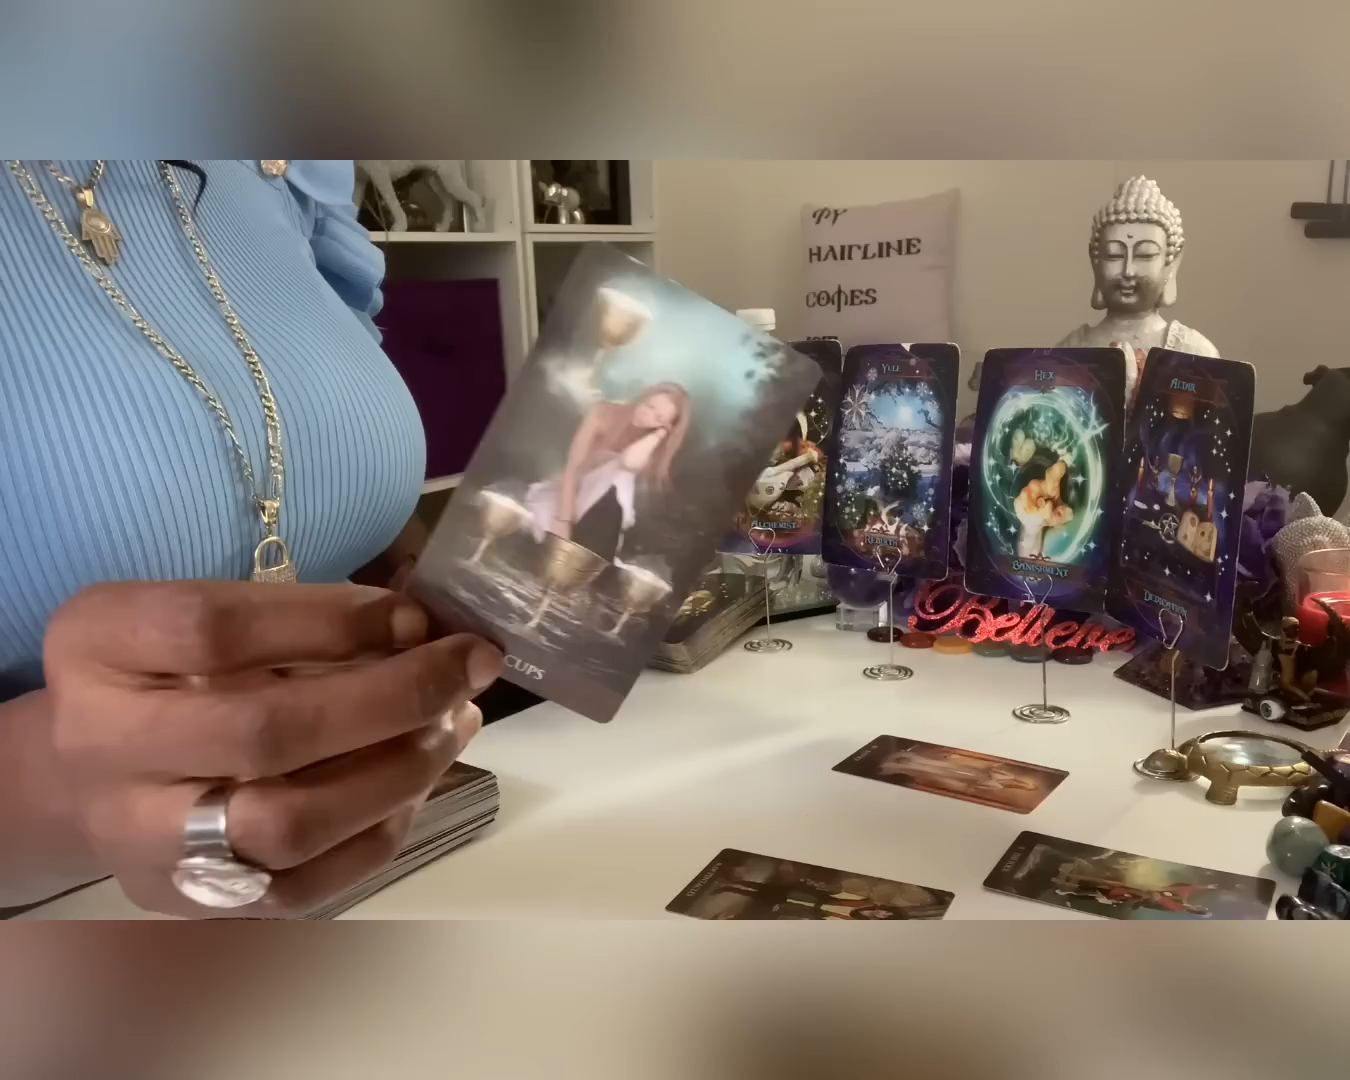 MY
HAIRLINE
COMES
YULE
HEX
ALTAR
ALCHEMIST
REBIRTH
BANISHMENT
DEDICATION
Believe
CUPS